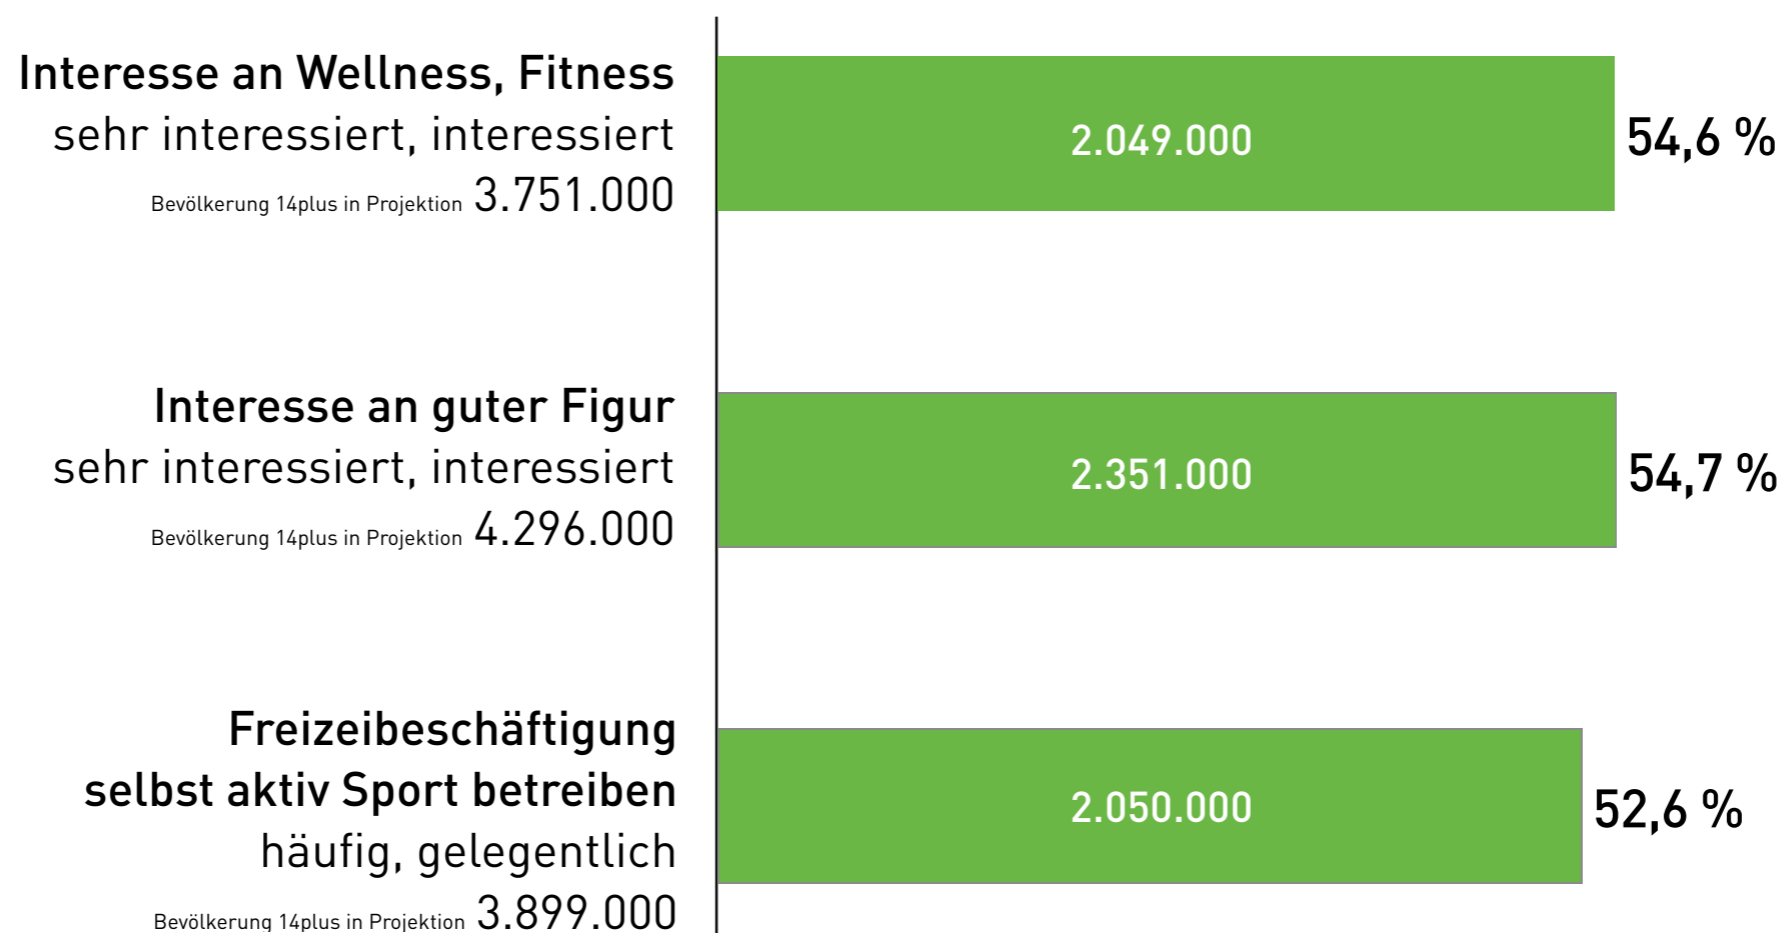 Interesse an Wellness, Fitness
sehr interessiert, interessiert
Bevölkerung 14plus in Projektion 3.751.000
2.049.000
54,6 %
Interesse an guter Figur
sehr interessiert, interessiert
Bevölkerung 14plus in Projektion 4.296.000
2.351.000
54,7 %
Freizeibeschäftigung
selbst aktiv Sport betreiben
häufig, gelegentlich
Bevölkerung 14plus in Projektion 3.899.000
2.050.000
52,6 %